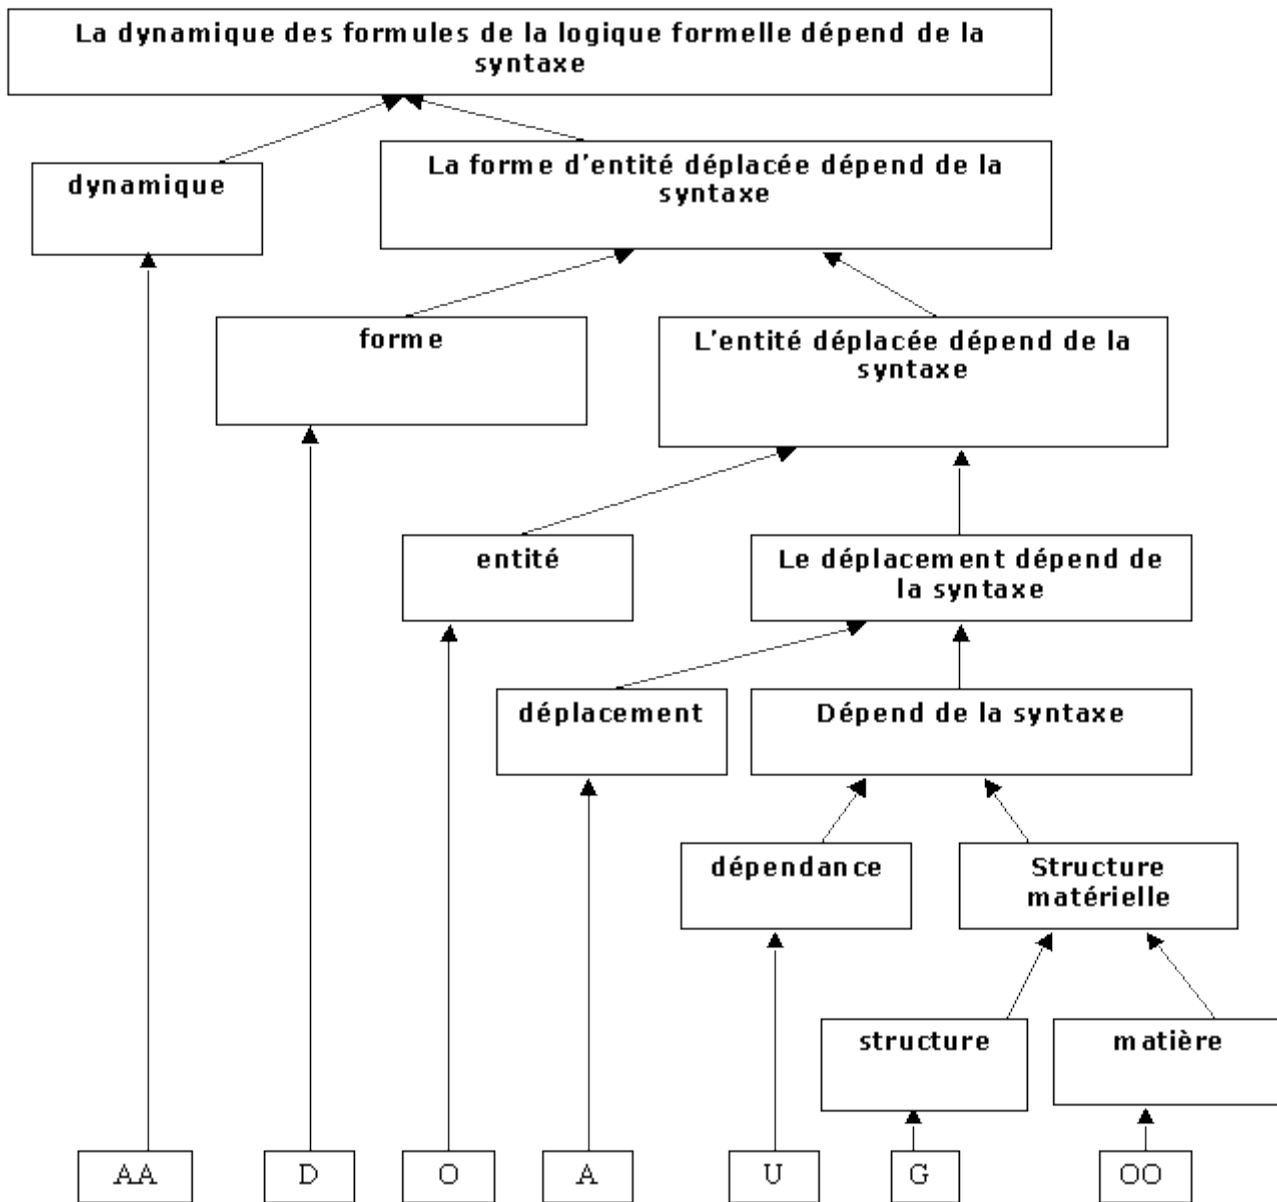 La dynamique des formules de la logique formelle dépend de la
syntaxe
dynamique
La forme d'entité déplacée dépend de la
syntaxe
forme
L'entité déplacée dépend de la
syntaxe
entité
Le déplacement dépend de
la syntaxe
déplacement
Dépend de la syntaxe
dépendance
Structure
matérielle
structure
matière
AA
D
O
A
U
G
OO